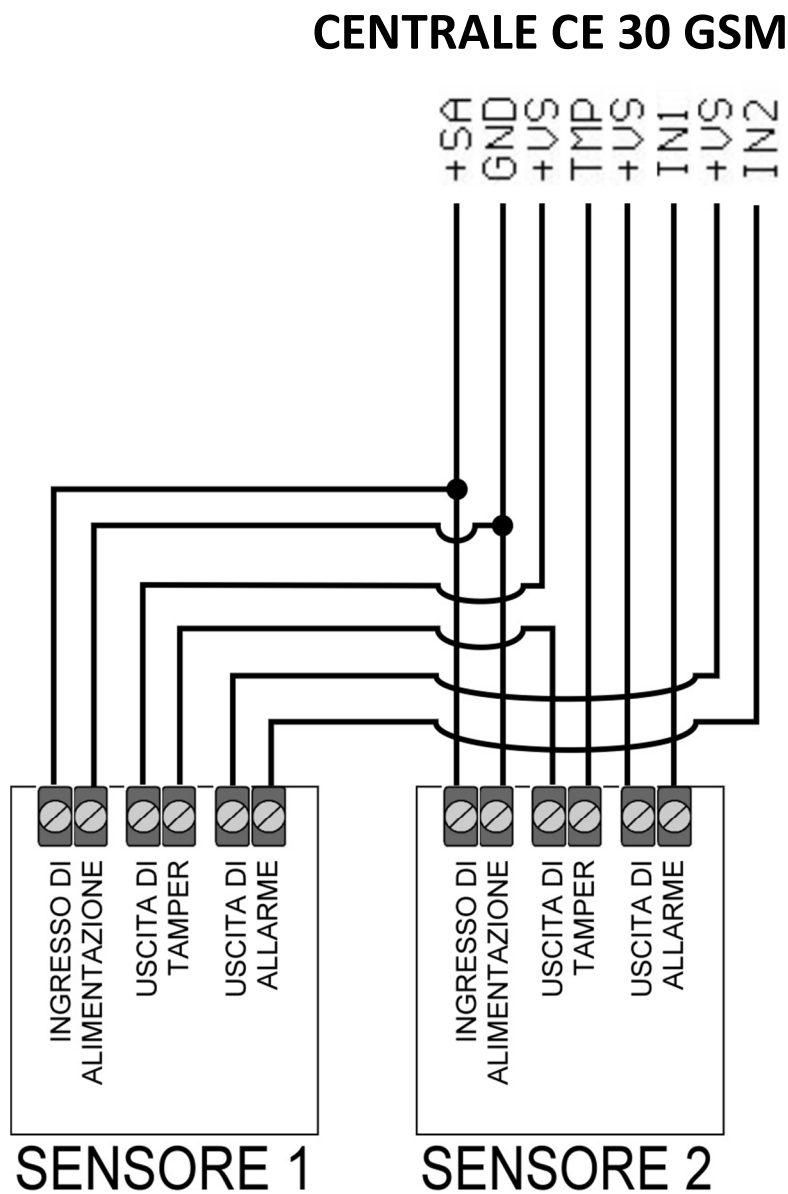 CENTRALE CE 30 GSM
+SA
GND
+VS
TMP
+VS
IN1
+VS
IN2
INGRESSO DI
ALIMENTAZIONE
USCITA DI
TAMPER
USCITA DI
ALLARME
INGRESSO DI
ALIMENTAZIONE
USCITA DI
TAMPER
USCITA DI
ALLARME
SENSORE 1
SENSORE 2